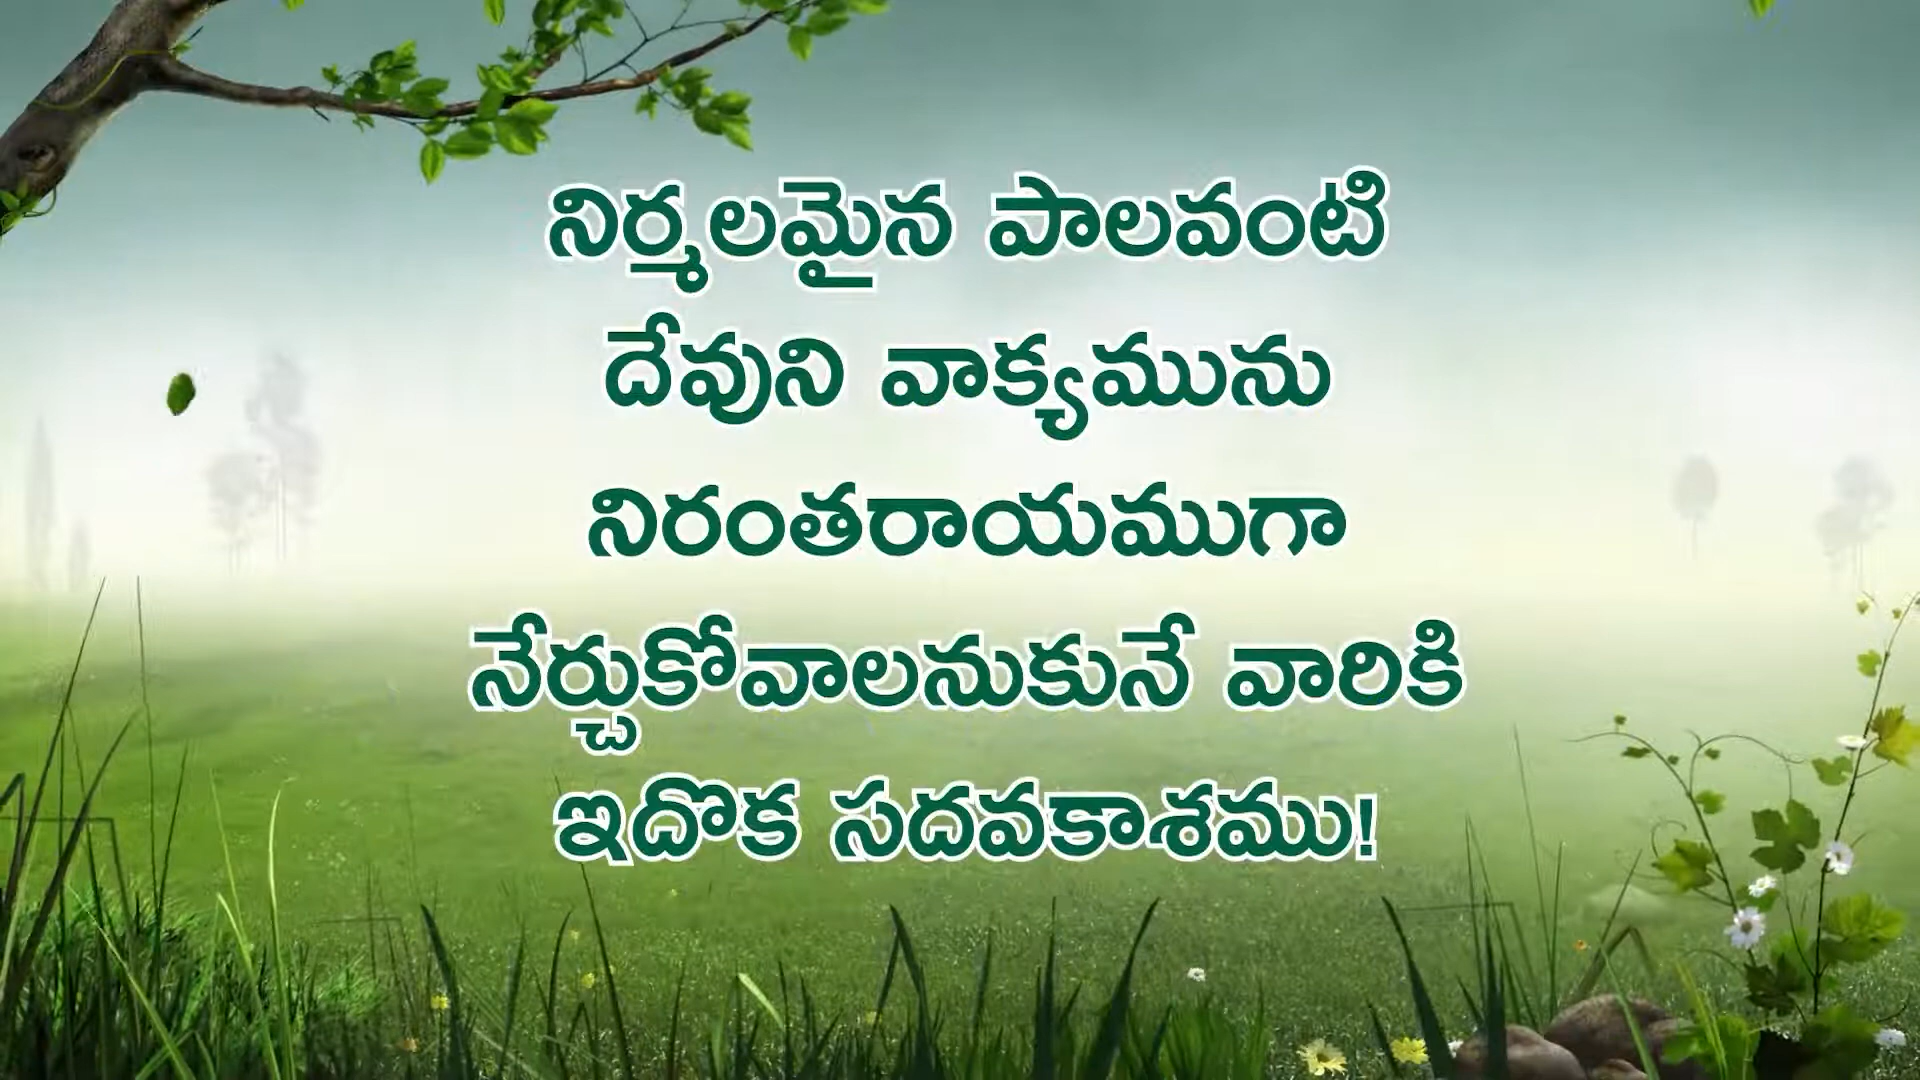 నిర్మలమైన పాలవంటి
దేవుని వాక్యమును
నిరంతరాయముగా
నేర్చుకోవాలనుకునే వారికి
ఇదొక సదవకాశము!